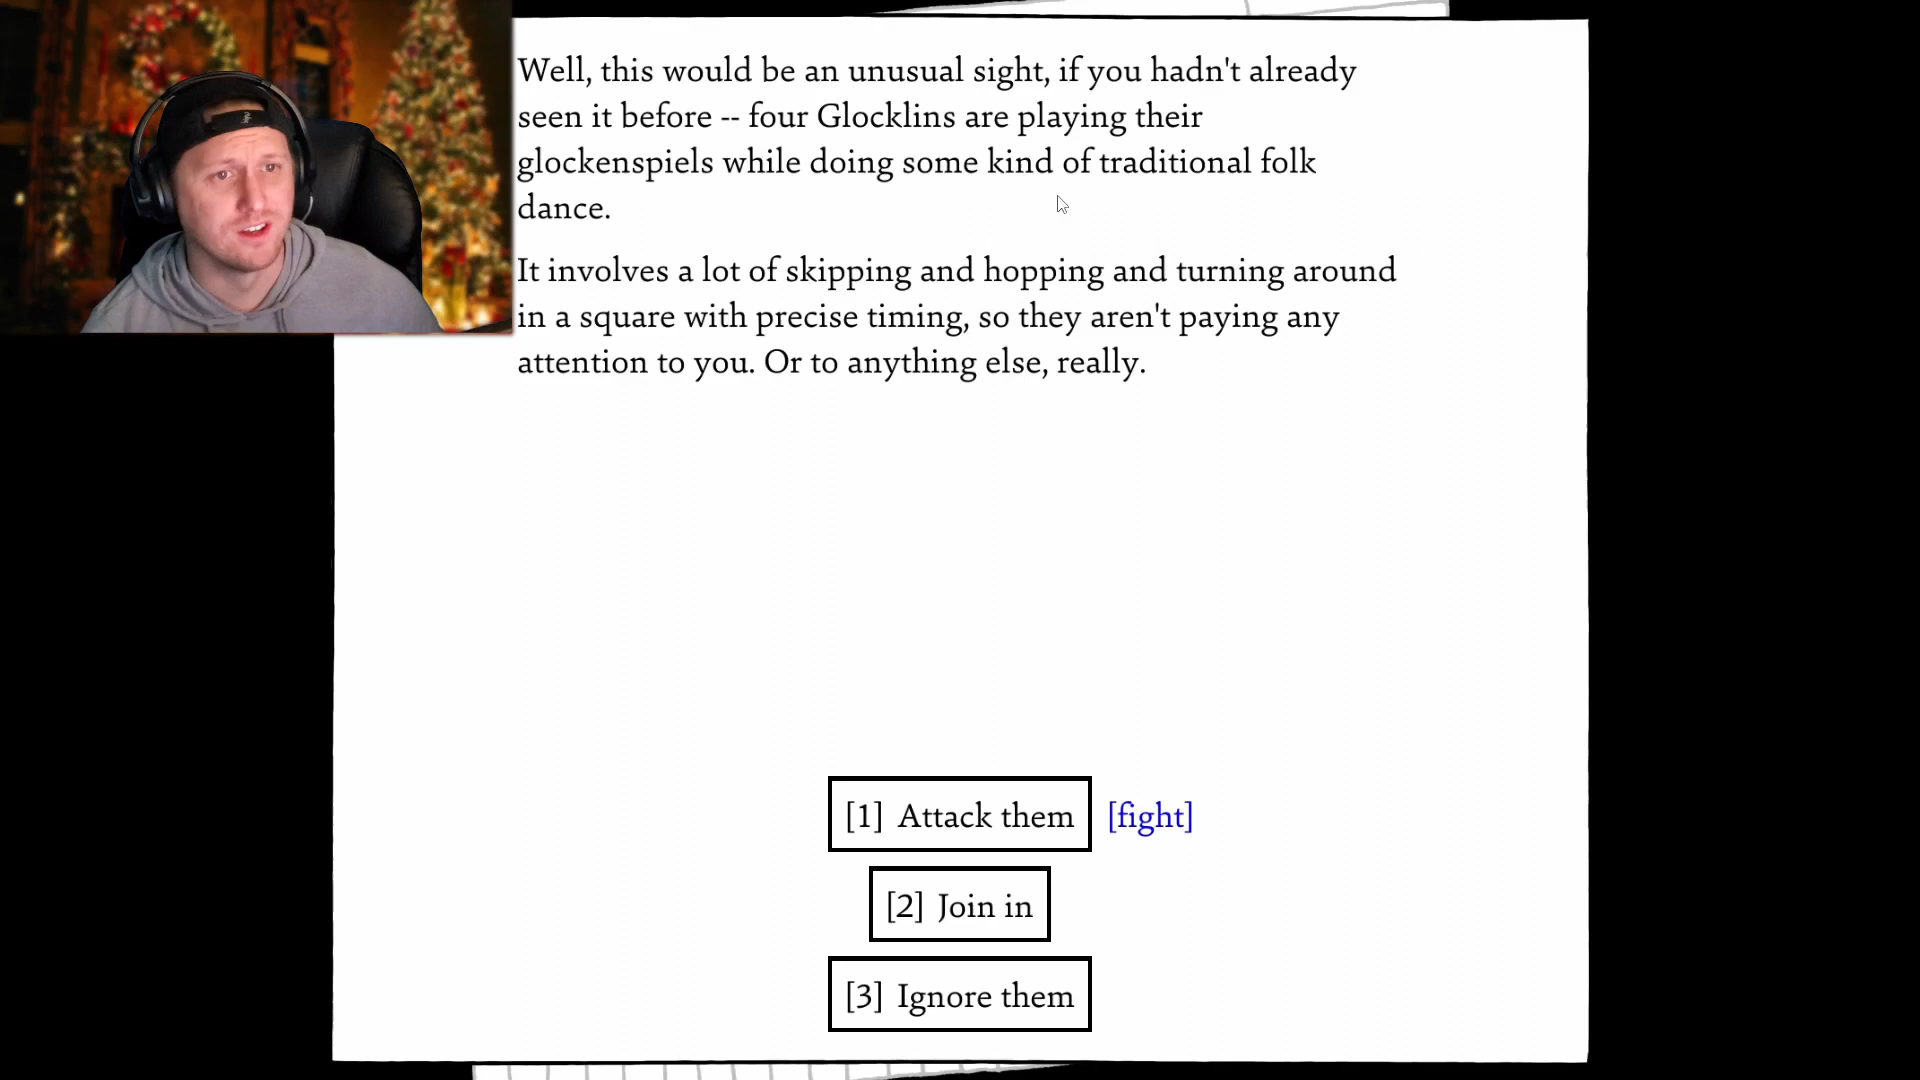 Well, this would be an unusual sight, if you hadn't already
seen it before -- four Glocklins are playing their
glockenspiels while doing some kind of traditional folk
dance.
It involves a lot of skipping and hopping and turning around
in a square with precise timing, so they aren't paying any
attention to you. Or to anything else, really.
[1] Attack them [fight]
[2] Join in
[3] Ignore them